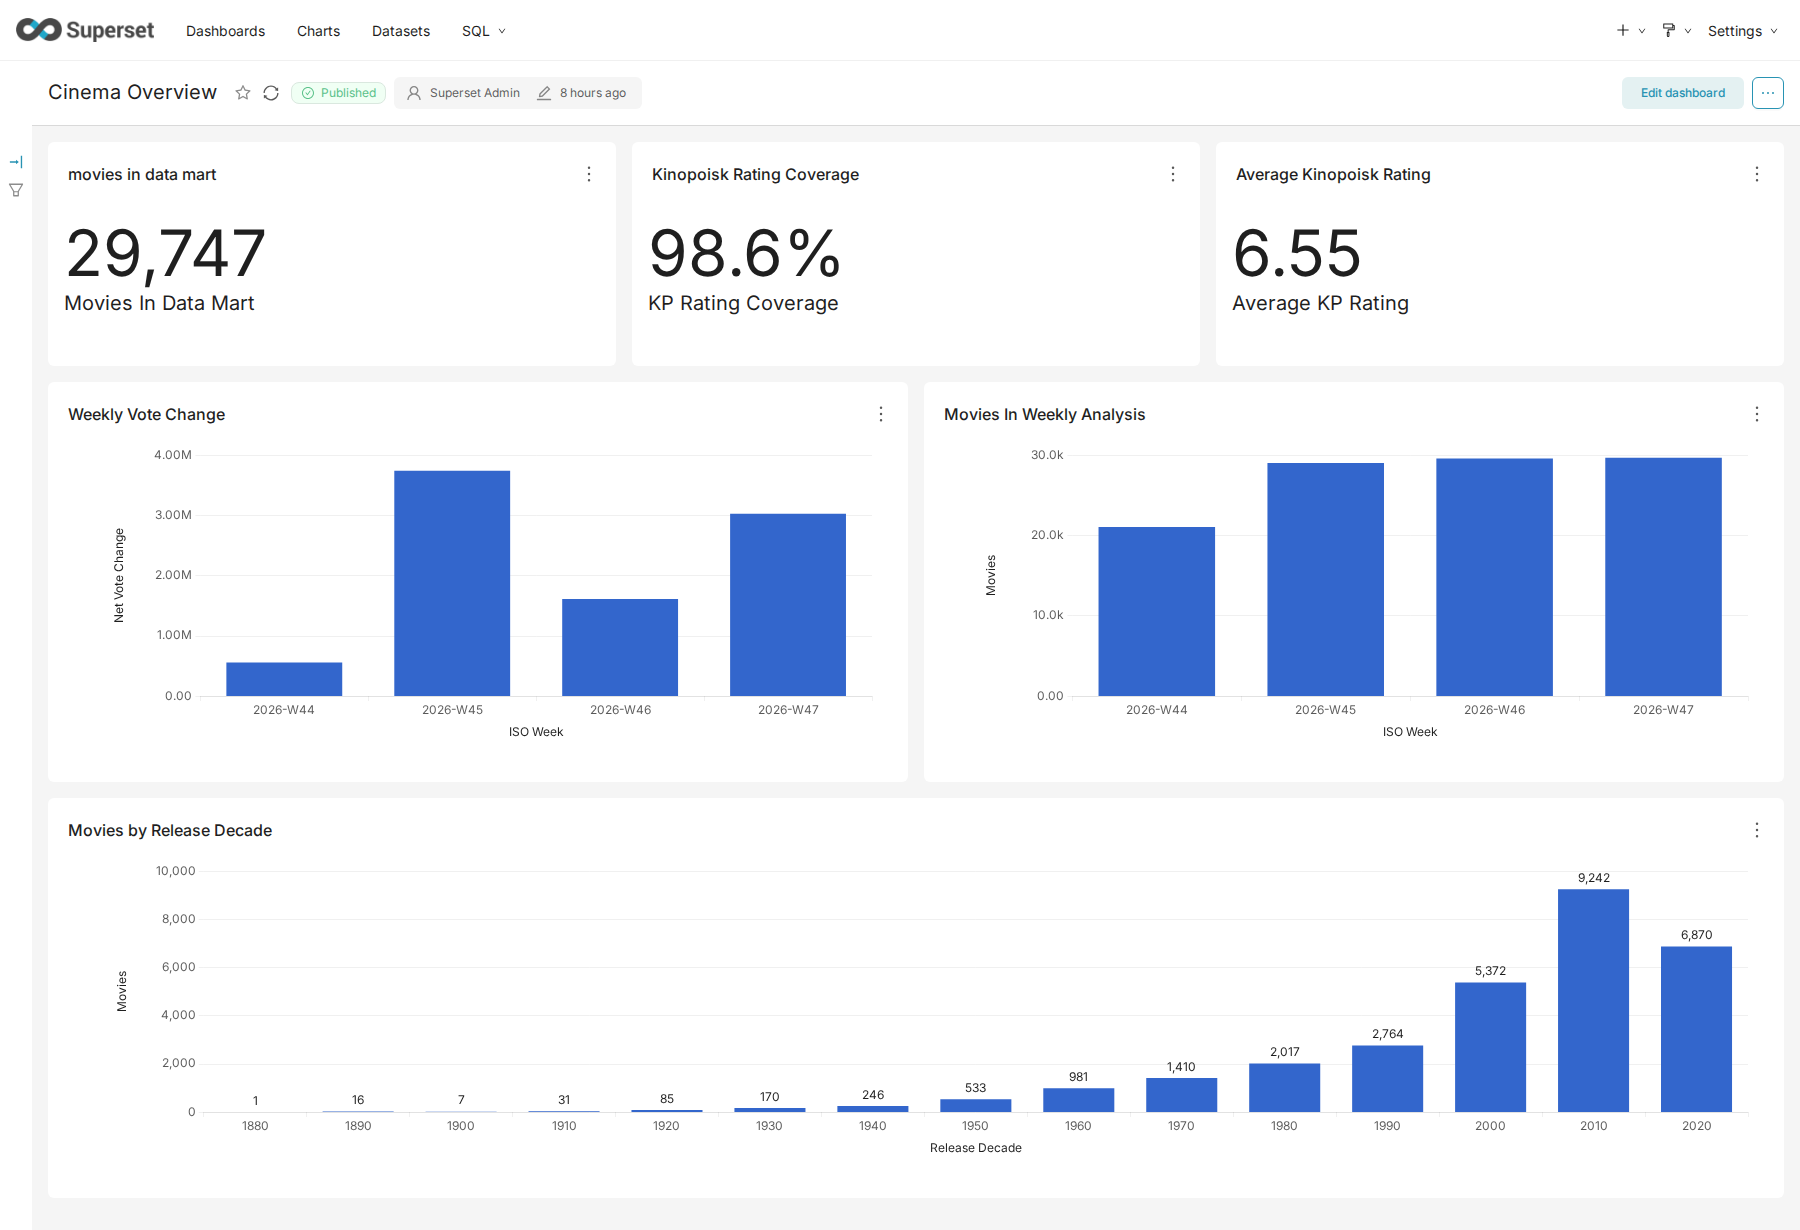 Superset Dashboards Charts Datasets SQL Settings
Cinema Overview Published Superset Admin 8 hours ago Edit dashboard
movies in data mart
29,747
Movies In Data Mart
Kinopoisk Rating Coverage
98.6%
KP Rating Coverage
Average Kinopoisk Rating
6.55
Average KP Rating
Weekly Vote Change
4.00M
3.00M
2.00M
1.00M
0.00
Net Vote Change
2026-W44 2026-W45 2026-W46 2026-W47
ISO Week
Movies In Weekly Analysis
30.0k
20.0k
10.0k
0.00
Movies
2026-W44 2026-W45 2026-W46 2026-W47
ISO Week
Movies by Release Decade
10,000
8,000
6,000
4,000
2,000
0
Movies
1 16 7 31 85 170 246 533 981 1,410 2,017 2,764 5,372 9,242 6,870
1880 1890 1900 1910 1920 1930 1940 1950 1960 1970 1980 1990 2000 2010 2020
Release Decade